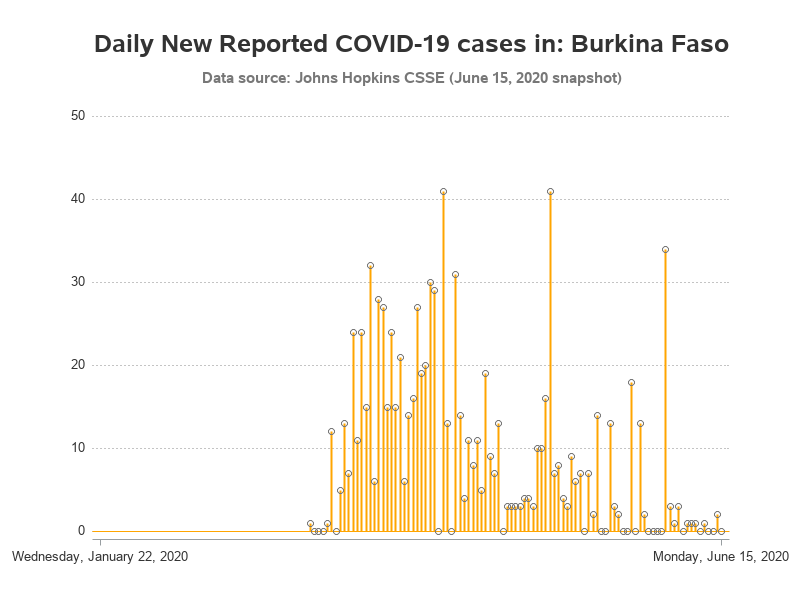 Daily New Reported COVID-19 cases in: Burkina Faso
Data source: Johns Hopkins CSSE (June 15, 2020 snapshot)
50
40
30
20
10
0
Wednesday, January 22, 2020
Monday, June 15, 2020